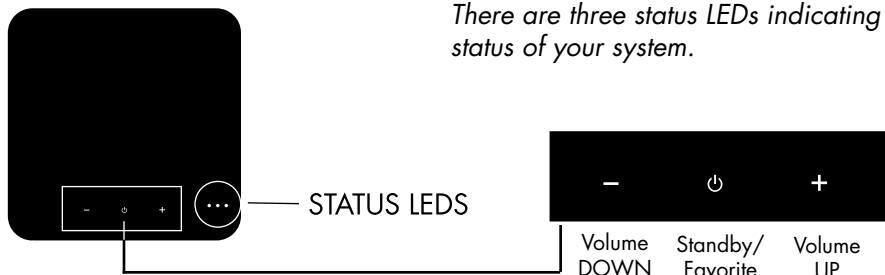 There are three status LEDs indicating
status of your system.
STATUS LEDS
Volume
DOWN
Standby/
Favorite
Volume
UP